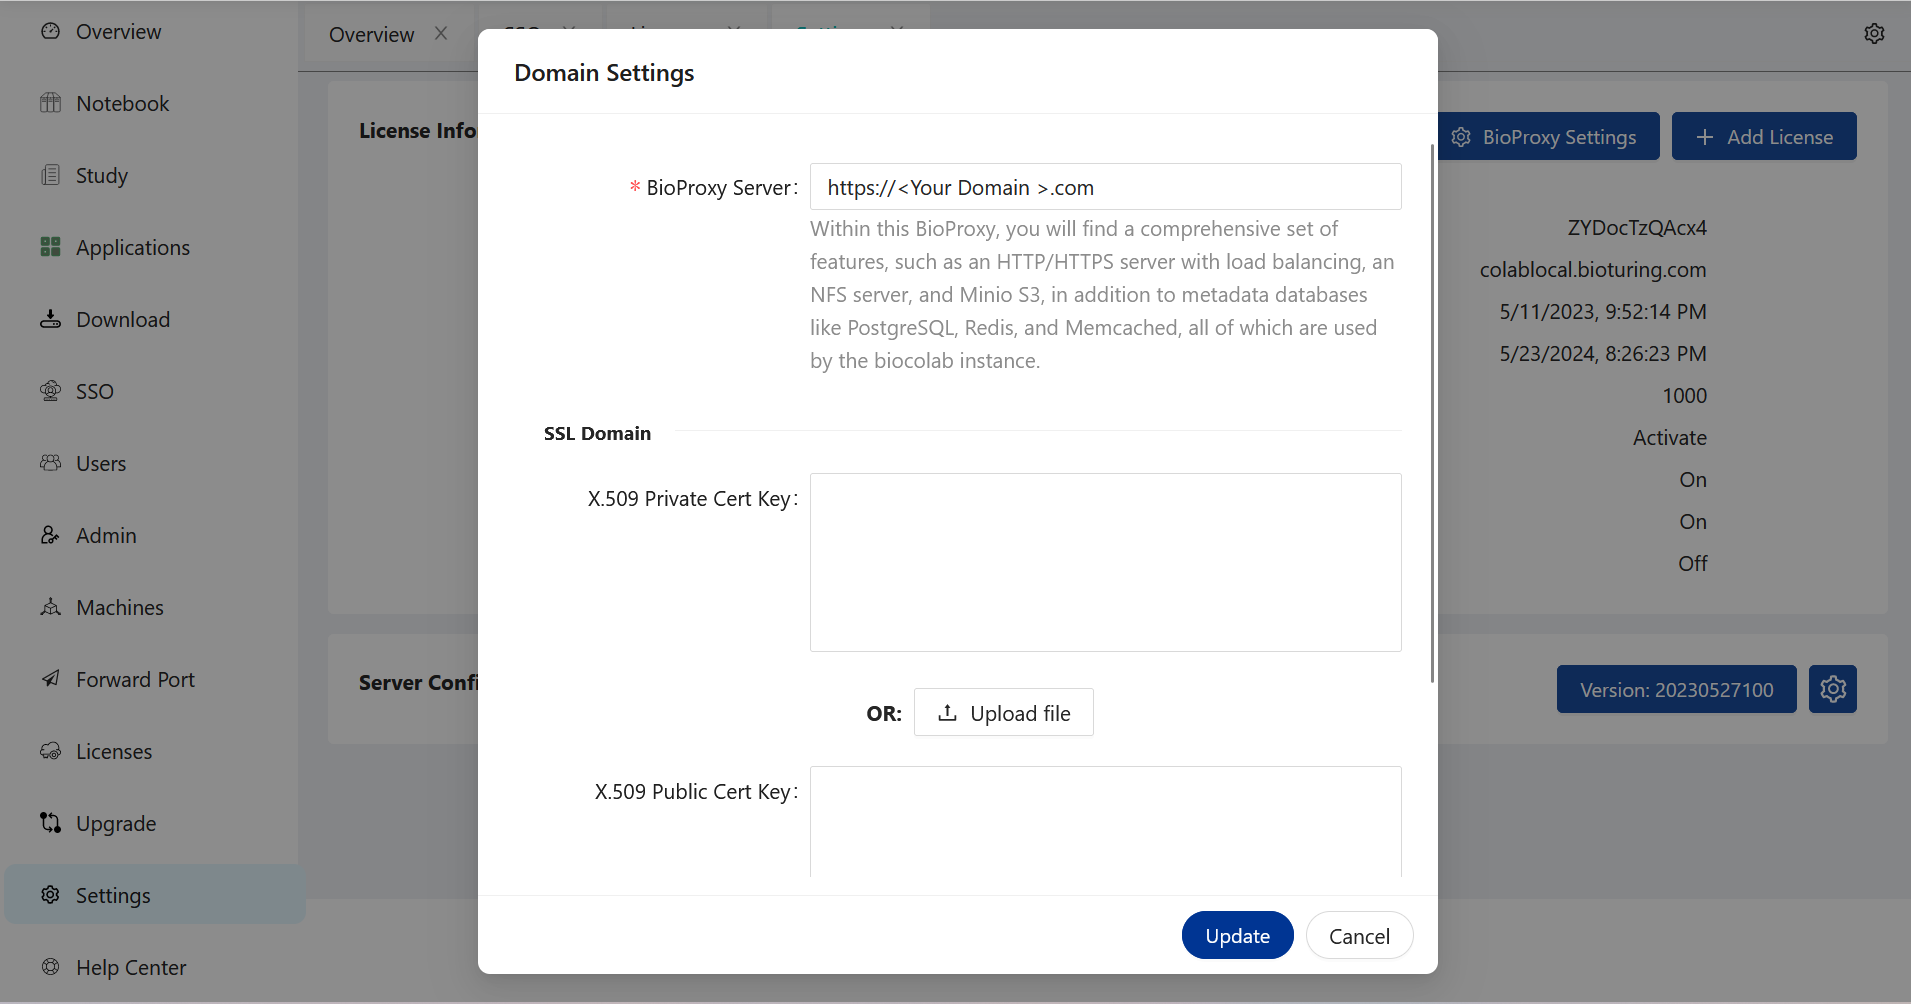 Overview
Notebook
Study
Applications
Download
SSO
Users
Admin
Machines
Forward Port
Licenses
Upgrade
Settings
Help Center
Overview
License Info
BioProxy Settings
Add License
ZYDocTzQAcx4
colablocal.bioturing.com
5/11/2023, 9:52:14 PM
5/23/2024, 8:26:23 PM
1000
Activate
On
On
Off
Server Confi
Version: 20230527100
Domain Settings
* BioProxy Server:
https://<Your Domain >.com
Within this BioProxy, you will find a comprehensive set of
features, such as an HTTP/HTTPS server with load balancing, an
NFS server, and Minio S3, in addition to metadata databases
like PostgreSQL, Redis, and Memcached, all of which are used
by the biocolab instance.
SSL Domain
X.509 Private Cert Key:
OR:
Upload file
X.509 Public Cert Key:
Update
Cancel